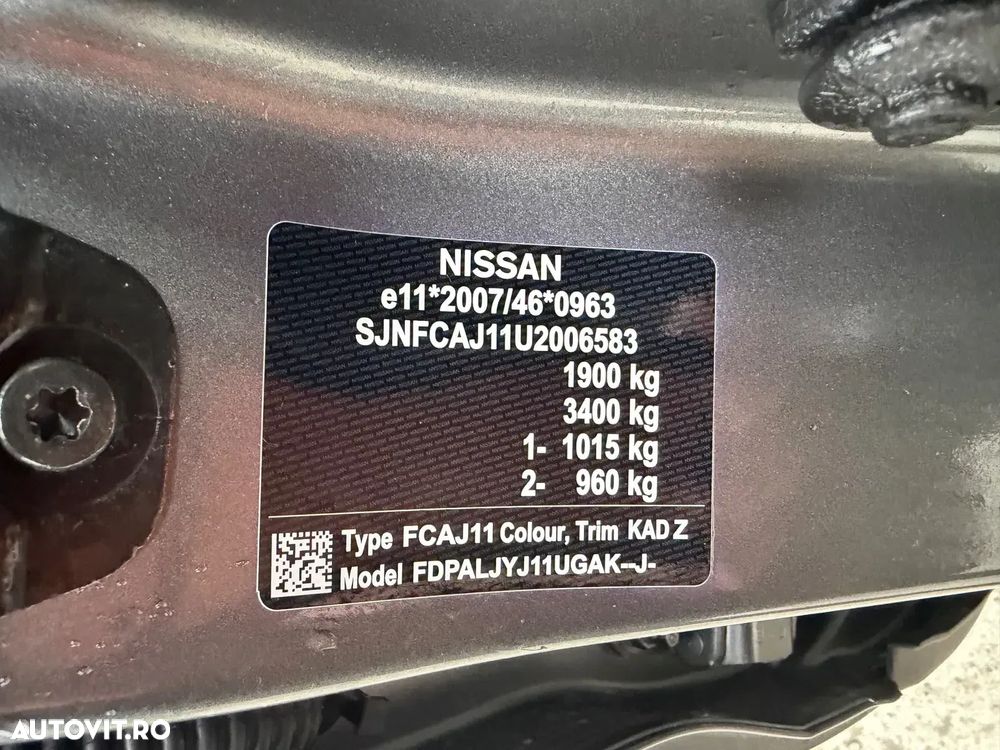 NISSAN
e11*2007/46*0963
SJNFCAJ11U2006583
1900 kg
3400 kg
1- 1015 kg
2- 960 kg
Type FCAJ11 Colour, Trim KAD Z
Model FDPALJYJ11UGAK--J-
AUTOVIT.RO